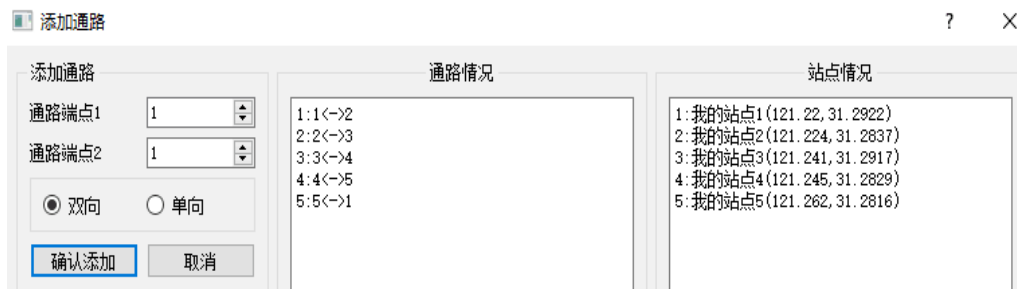 添加通路
?
添加通路
通路端点1
1
通路端点2
1
双向
单向
确认添加
取消
通路情况
1:1<->2
2:2<->3
3:3<->4
4:4<->5
5:5<->1
站点情况
1:我的站点1(121.22,31.2922)
2:我的站点2(121.224,31.2837)
3:我的站点3(121.241,31.2917)
4:我的站点4(121.245,31.2829)
5:我的站点5(121.262,31.2816)